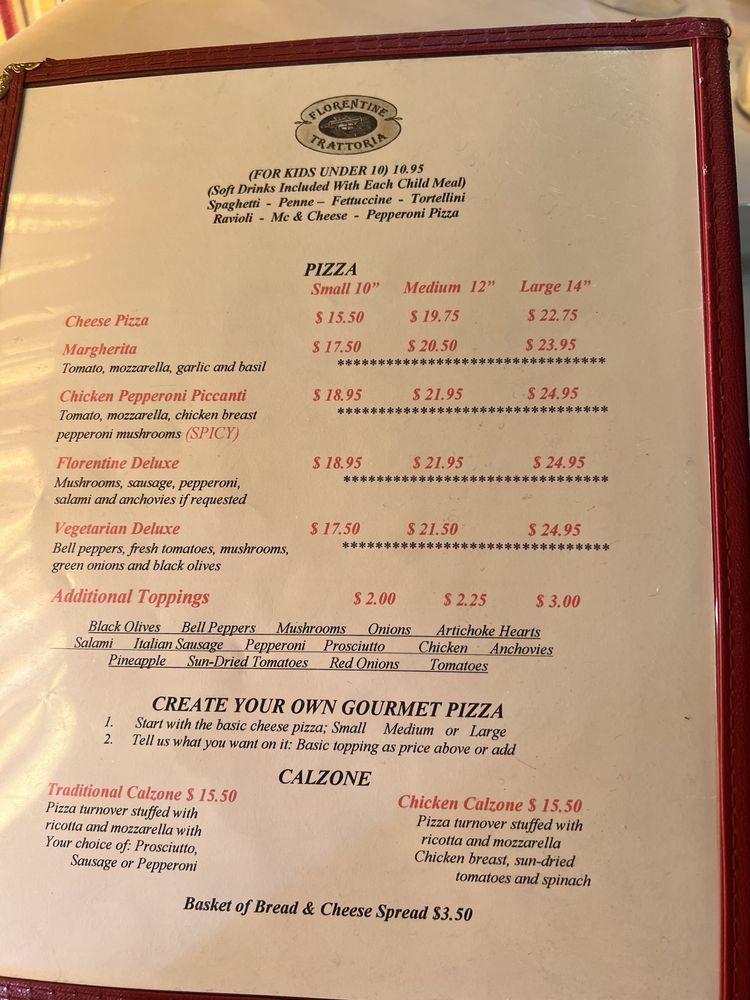 FLORENTINE
TRATTORIA
(FOR KIDS UNDER 10) 10.95
(Soft Drinks Included With Each Child Meal)
Spaghetti - Penne – Fettuccine - Tortellini
Ravioli - Mc & Cheese - Pepperoni Pizza
PIZZA
Small 10” Medium 12” Large 14”
Cheese Pizza $ 15.50 $ 19.75 $ 22.75
Margherita $ 17.50 $ 20.50 $ 23.95
Tomato, mozzarella, garlic and basil *********************************
Chicken Pepperoni Piccanti $ 18.95 $ 21.95 $ 24.95
Tomato, mozzarella, chicken breast *********************************
pepperoni mushrooms (SPICY)
Florentine Deluxe $ 18.95 $ 21.95 $ 24.95
Mushrooms, sausage, pepperoni, *********************************
salami and anchovies if requested
Vegetarian Deluxe $ 17.50 $ 21.50 $ 24.95
Bell peppers, fresh tomatoes, mushrooms, *********************************
green onions and black olives
Additional Toppings $ 2.00 $ 2.25 $ 3.00
Black Olives Bell Peppers Mushrooms Onions Artichoke Hearts
Salami Italian Sausage Pepperoni Prosciutto Chicken Anchovies
Pineapple Sun-Dried Tomatoes Red Onions Tomatoes
CREATE YOUR OWN GOURMET PIZZA
1. Start with the basic cheese pizza; Small Medium or Large
2. Tell us what you want on it: Basic topping as price above or add
CALZONE
Traditional Calzone $ 15.50
Pizza turnover stuffed with
ricotta and mozzarella with
Your choice of: Prosciutto,
Sausage or Pepperoni
Chicken Calzone $ 15.50
Pizza turnover stuffed with
ricotta and mozzarella
Chicken breast, sun-dried
tomatoes and spinach
Basket of Bread & Cheese Spread $3.50